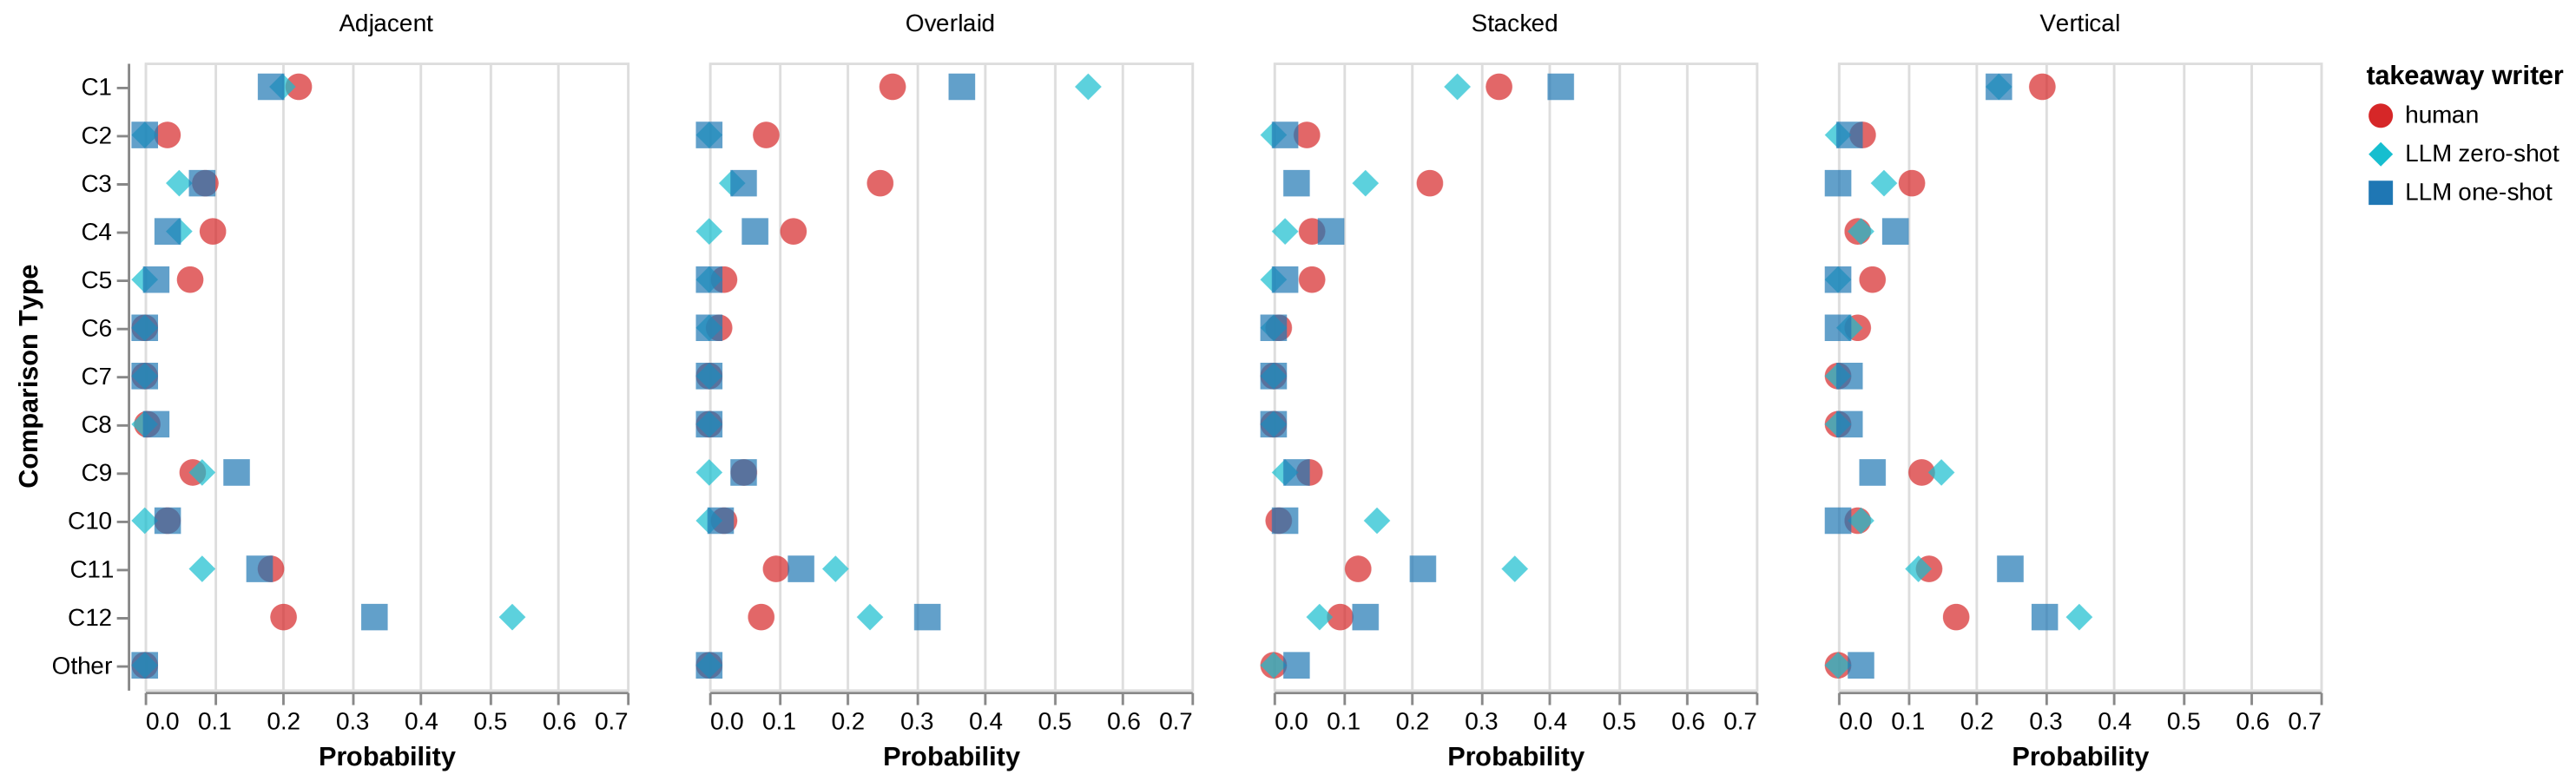 Adjacent
Overlaid
Stacked
Vertical
takeaway writer
human
LLM zero-shot
LLM one-shot
Comparison Type
C1
C2
C3
C4
C5
C6
C7
C8
C9
C10
C11
C12
Other
0.0 0.1 0.2 0.3 0.4 0.5 0.6 0.7
Probability
0.0 0.1 0.2 0.3 0.4 0.5 0.6 0.7
Probability
0.0 0.1 0.2 0.3 0.4 0.5 0.6 0.7
Probability
0.0 0.1 0.2 0.3 0.4 0.5 0.6 0.7
Probability